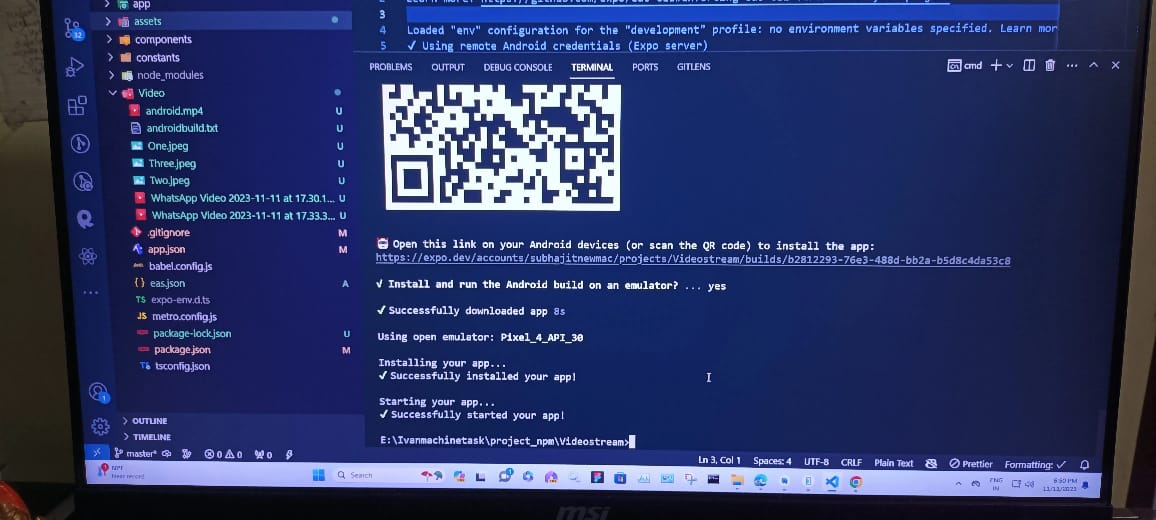 app
assets
components
constants
node_modules
Video
android.mp4 U
androidbuild.txt U
One.jpeg U
Three.jpeg U
Two.jpeg U
WhatsApp Video 2023-11-11 at 17.30.1... U
WhatsApp Video 2023-11-11 at 17.33.3... U
.gitignore M
app.json M
babel.config.js
eas.json A
expo-env.d.ts
metro.config.js
package-lock.json U
package.json M
tsconfig.json
OUTLINE
TIMELINE
32
1
3
4 Loaded "env" configuration for the "development" profile: no environment variables specified. Learn mor
5 ✓ Using remote Android credentials (Expo server)
PROBLEMS OUTPUT DEBUG CONSOLE TERMINAL PORTS GITLENS cmd
Open this link on your Android devices (or scan the QR code) to install the app:
https://expo.dev/accounts/subhajitnewmac/projects/Videostream/builds/b2812293-76e3-488d-bb2a-b5d8c4da53c8
√ Install and run the Android build on an emulator? ... yes
✓ Successfully downloaded app 8s
Using open emulator: Pixel_4_API_30
Installing your app...
✓ Successfully installed your app!
Starting your app...
✓ Successfully started your app!
E:\Ivanmachinetask\project_npm\Videostream>
master* 0 0 0 Ln 3, Col 1 Spaces: 4 UTF-8 CRLF Plain Text Prettier Formatting: ✓
Search ENG
IN
msi